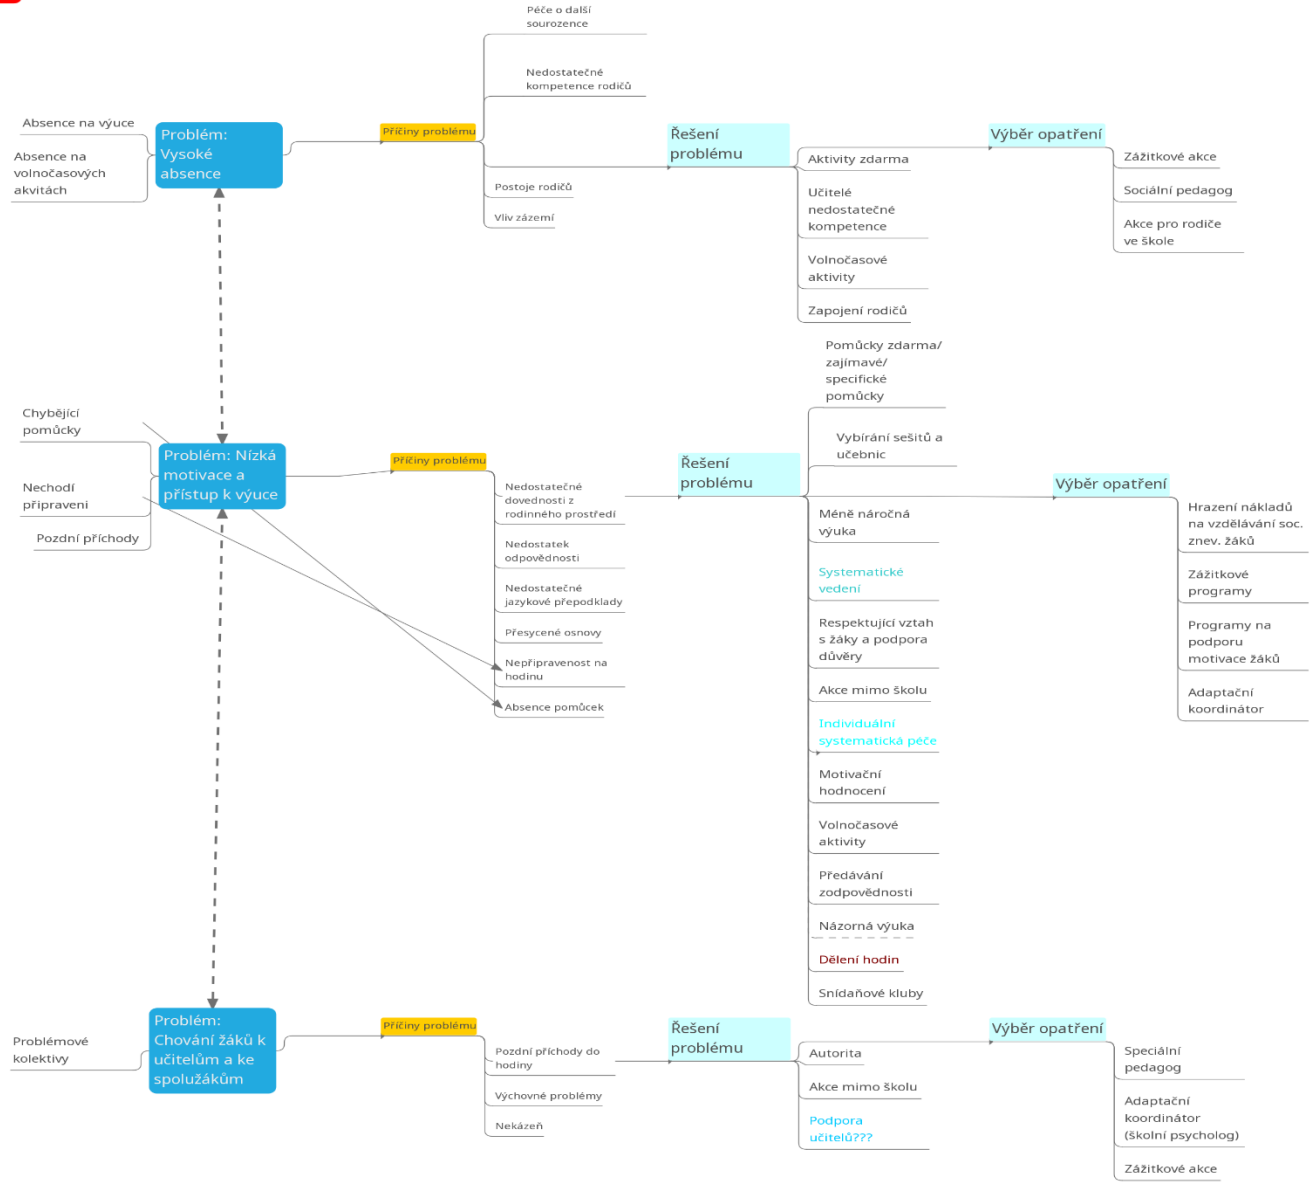 Péče o další
sourozence
Nedostatečné
kompetence rodičů
Absence na výuce
Absence na
volnočasových
akvitách
Problém:
Vysoké
absence
Příčiny problému
Postoje rodičů
Vliv zázemí
Řešení
problému
Aktivity zdarma
Učitelé
nedostatečné
kompetence
Volnočasové
aktivity
Zapojení rodičů
Výběr opatření
Zážitkové akce
Sociální pedagog
Akce pro rodiče
ve škole
Chybějící
pomůcky
Nechodí
připraveni
Pozdní příchody
Problém: Nízká
motivace a
přístup k výuce
Příčiny problému
Nedostatečné
dovednosti z
rodinného prostředí
Nedostatek
odpovědnosti
Nedostatečné
jazykové přepodklady
Přesycené osnovy
Nepřipravenost na
hodinu
Absence pomůcek
Řešení
problému
Pomůcky zdarma/
zajímavé/
specifické
pomůcky
Vybírání sešitů a
učebnic
Méně náročná
výuka
Systematické
vedení
Respektující vztah
s žáky a podpora
důvěry
Akce mimo školu
Individuální
systematická péče
Motivační
hodnocení
Volnočasové
aktivity
Předávání
zodpovědnosti
Názorná výuka
Dělení hodin
Snídaňové kluby
Výběr opatření
Hrazení nákladů
na vzdělávání soc.
znev. žáků
Zážitkové
programy
Programy na
podporu
motivace žáků
Adaptační
koordinátor
Problémové
kolektivy
Problém:
Chování žáků k
učitelům a ke
spolužákům
Příčiny problému
Pozdní příchody do
hodiny
Výchovné problémy
Nekázeň
Řešení
problému
Autorita
Akce mimo školu
Podpora
učitelů???
Výběr opatření
Speciální
pedagog
Adaptační
koordinátor
(školní psycholog)
Zážitkové akce